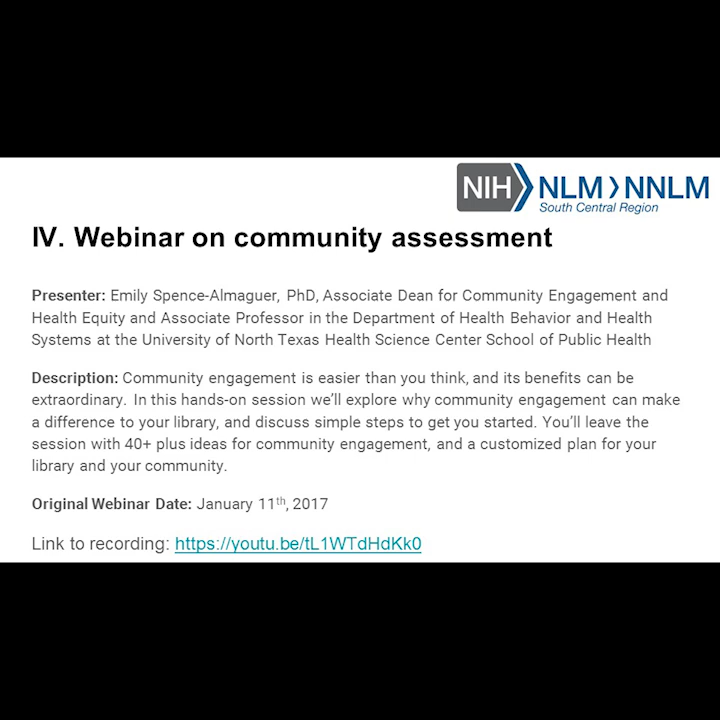 NIH NLM NNLM
South Central Region
IV. Webinar on community assessment
Presenter: Emily Spence-Almaguer, PhD, Associate Dean for Community Engagement and
Health Equity and Associate Professor in the Department of Health Behavior and Health
Systems at the University of North Texas Health Science Center School of Public Health
Description: Community engagement is easier than you think, and its benefits can be
extraordinary. In this hands-on session we'll explore why community engagement can make
a difference to your library, and discuss simple steps to get you started. You'll leave the
session with 40+ plus ideas for community engagement, and a customized plan for your
library and your community.
Original Webinar Date: January 11th, 2017
Link to recording: https://youtu.be/tL1WTdHdKk0